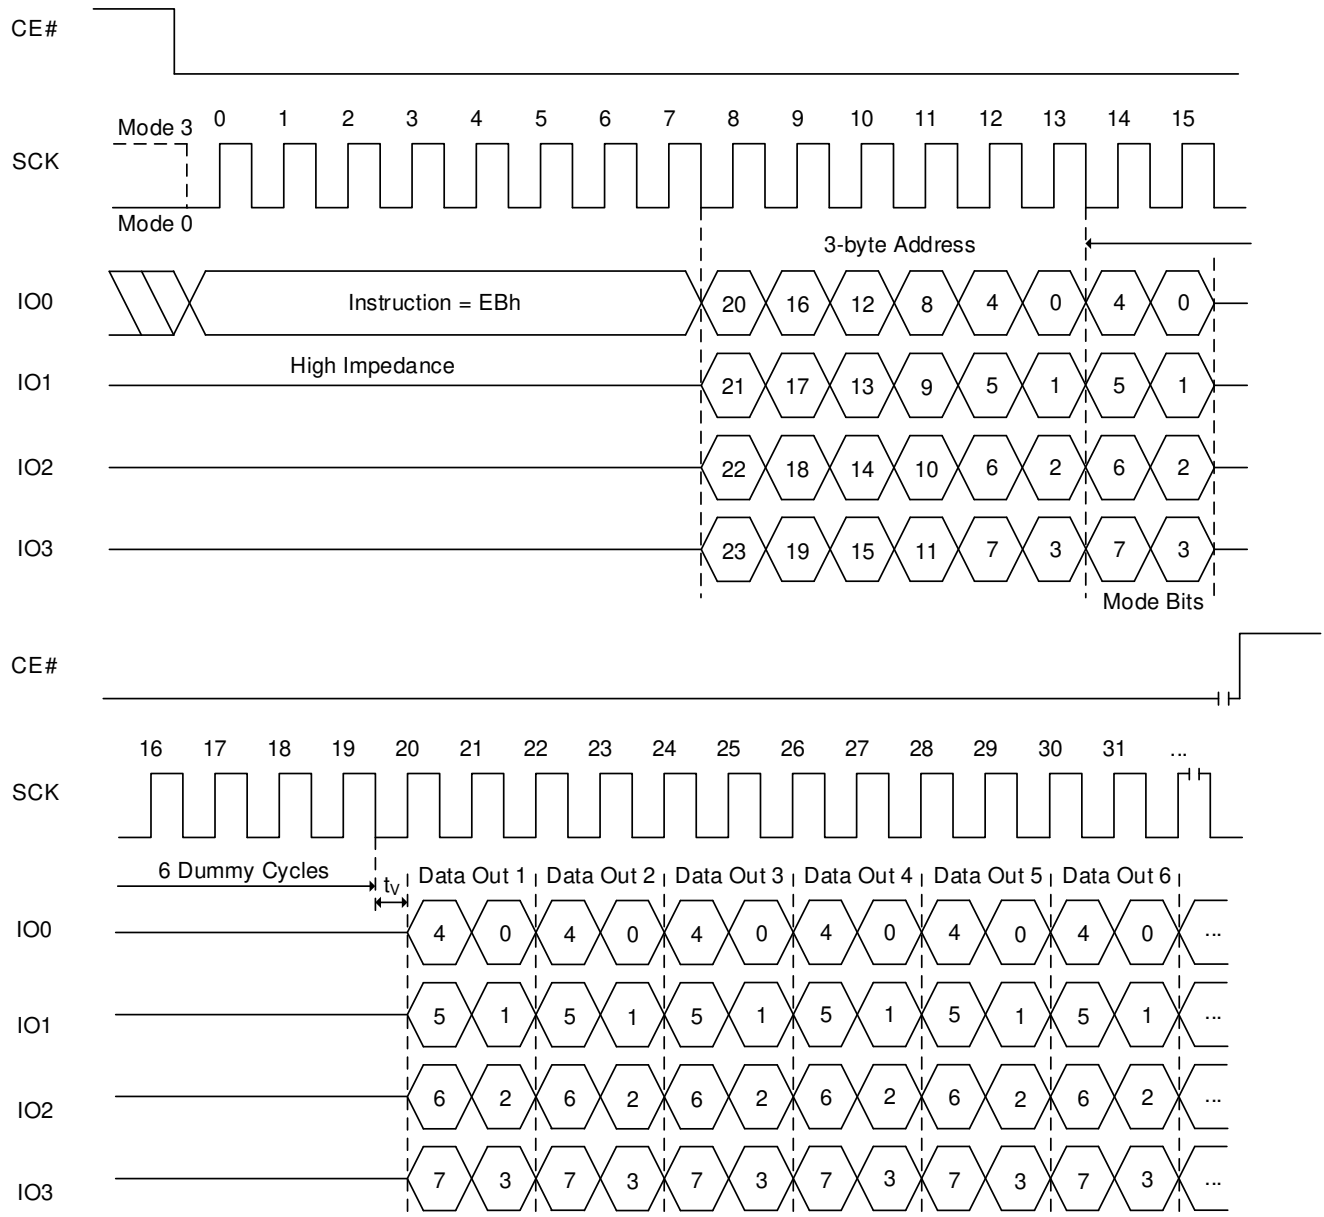 CE#
Mode 3 0 1 2 3 4 5 6 7 8 9 10 11 12 13 14 15
SCK
Mode 0
3-byte Address
IO0 Instruction = EBh 20 16 12 8 4 0 4 0
High Impedance
IO1 21 17 13 9 5 1 5 1
IO2 22 18 14 10 6 2 6 2
IO3 23 19 15 11 7 3 7 3
Mode Bits
CE#
16 17 18 19 20 21 22 23 24 25 26 27 28 29 30 31 ...
SCK
6 Dummy Cycles tV Data Out 1 Data Out 2 Data Out 3 Data Out 4 Data Out 5 Data Out 6
IO0 4 0 4 0 4 0 4 0 4 0 4 0 ...
IO1 5 1 5 1 5 1 5 1 5 1 5 1 ...
IO2 6 2 6 2 6 2 6 2 6 2 6 2 ...
IO3 7 3 7 3 7 3 7 3 7 3 7 3 ...